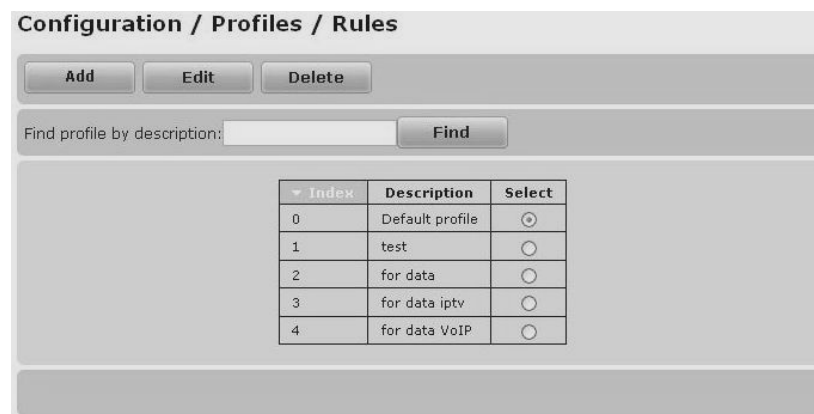 Configuration / Profiles / Rules
Add Edit Delete
Find profile by description: Find
Index Description Select
0 Default profile
1 test
2 for data
3 for data iptv
4 for data VoIP